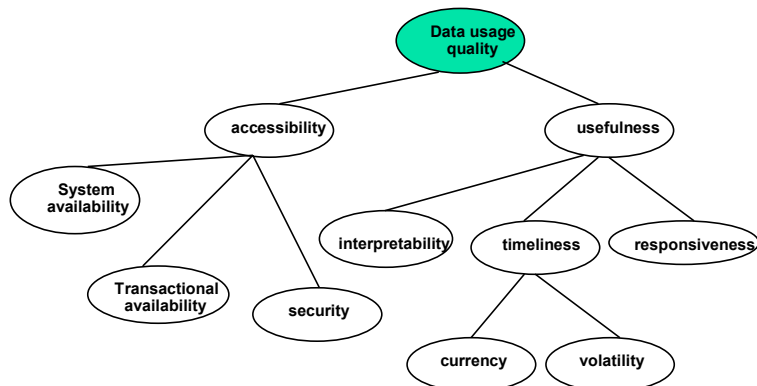 Data usage
quality
accessibility
usefulness
System
availability
interpretability
timeliness
responsiveness
Transactional
availability
security
currency
volatility